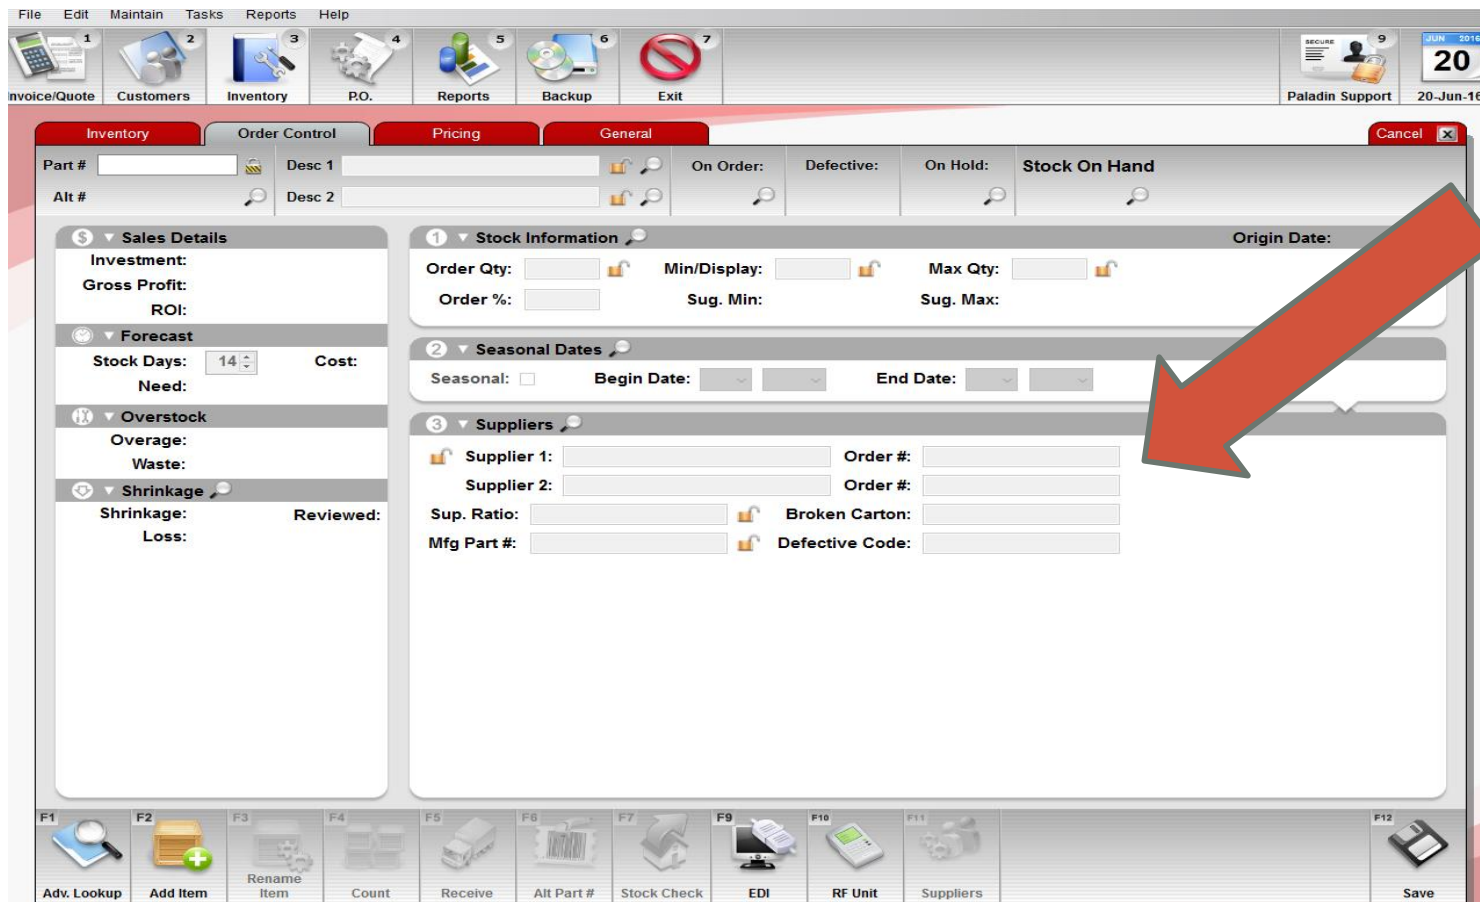 File Edit Maintain Tasks Reports Help
1 2 3 4 5 6 7 SECURE 9 JUN 2016
20
nvoice/Quote Customers Inventory P.O. Reports Backup Exit Paladin Support 20-Jun-16
Inventory Order Control Pricing General Cancel
Part # Desc 1 On Order: Defective: On Hold: Stock On Hand
Alt # Desc 2
$ Sales Details
Investment:
Gross Profit:
ROI:
Forecast
Stock Days: 14 Cost:
Need:
Overstock
Overage:
Waste:
Shrinkage
Shrinkage: Reviewed:
Loss:
1 Stock Information Origin Date:
Order Qty: Min/Display: Max Qty:
Order %: Sug. Min: Sug. Max:
2 Seasonal Dates
Seasonal: Begin Date: End Date:
3 Suppliers
Supplier 1: Order #:
Supplier 2: Order #:
Sup. Ratio: Broken Carton:
Mfg Part #: Defective Code:
F1 F2 F3 F4 F5 F6 F7 F9 F10 F11 F12
Adv. Lookup Add Item Rename Item Count Receive Alt Part # Stock Check EDI RF Unit Suppliers Save